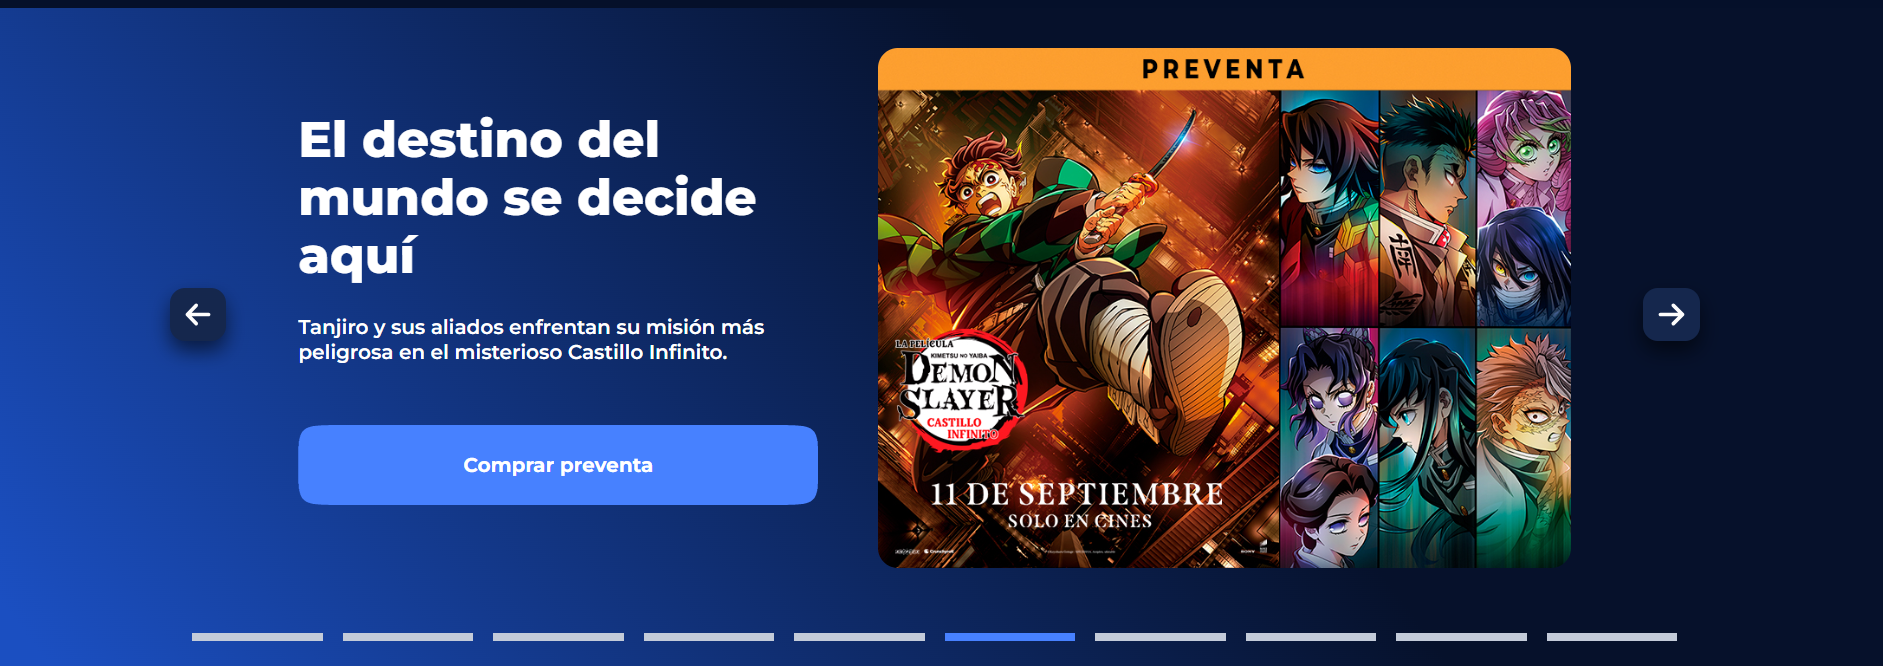 El destino del
mundo se decide
aquí
Tanjiro y sus aliados enfrentan su misión más
peligrosa en el misterioso Castillo Infinito.
Comprar preventa
PREVENTA
LA PELÍCULA
KIMETSU NO YAIBA
DEMON
SLAYER
CASTILLO
INFINITO
11 DE SEPTIEMBRE
SOLO EN CINES
Crunchyroll
SONY